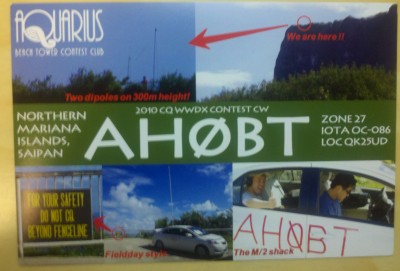 AQUARIUS
BEACH TOWER CONTEST CLUB
We are here !!
Two dipoles on 300m height!
2010 CQ WWDX CONTEST CW
NORTHERN
MARIANA
ISLANDS,
SAIPAN
AHØBT
ZONE 27
IOTA OC-086
LOC QK25UD
FOR YOUR SAFETY
DO NOT CQ
BEYOND FENCELINE
Fieldday style
The M/2 shack
AHØBT